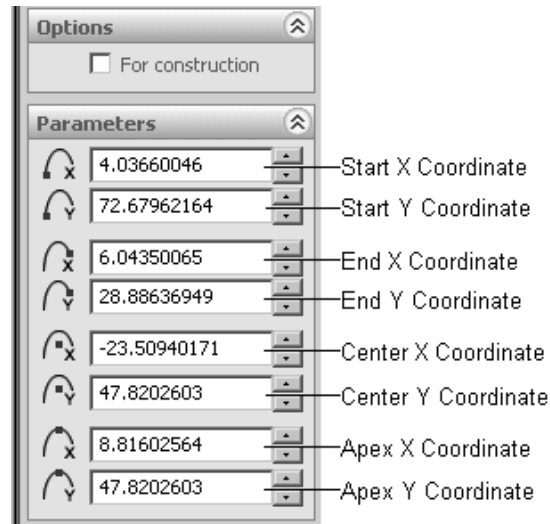 Options
For construction
Parameters
X 4.03660046 Start X Coordinate
Y 72.67962164 Start Y Coordinate
X 6.04350065 End X Coordinate
Y 28.88636949 End Y Coordinate
X -23.50940171 Center X Coordinate
Y 47.8202603 Center Y Coordinate
X 8.81602564 Apex X Coordinate
Y 47.8202603 Apex Y Coordinate